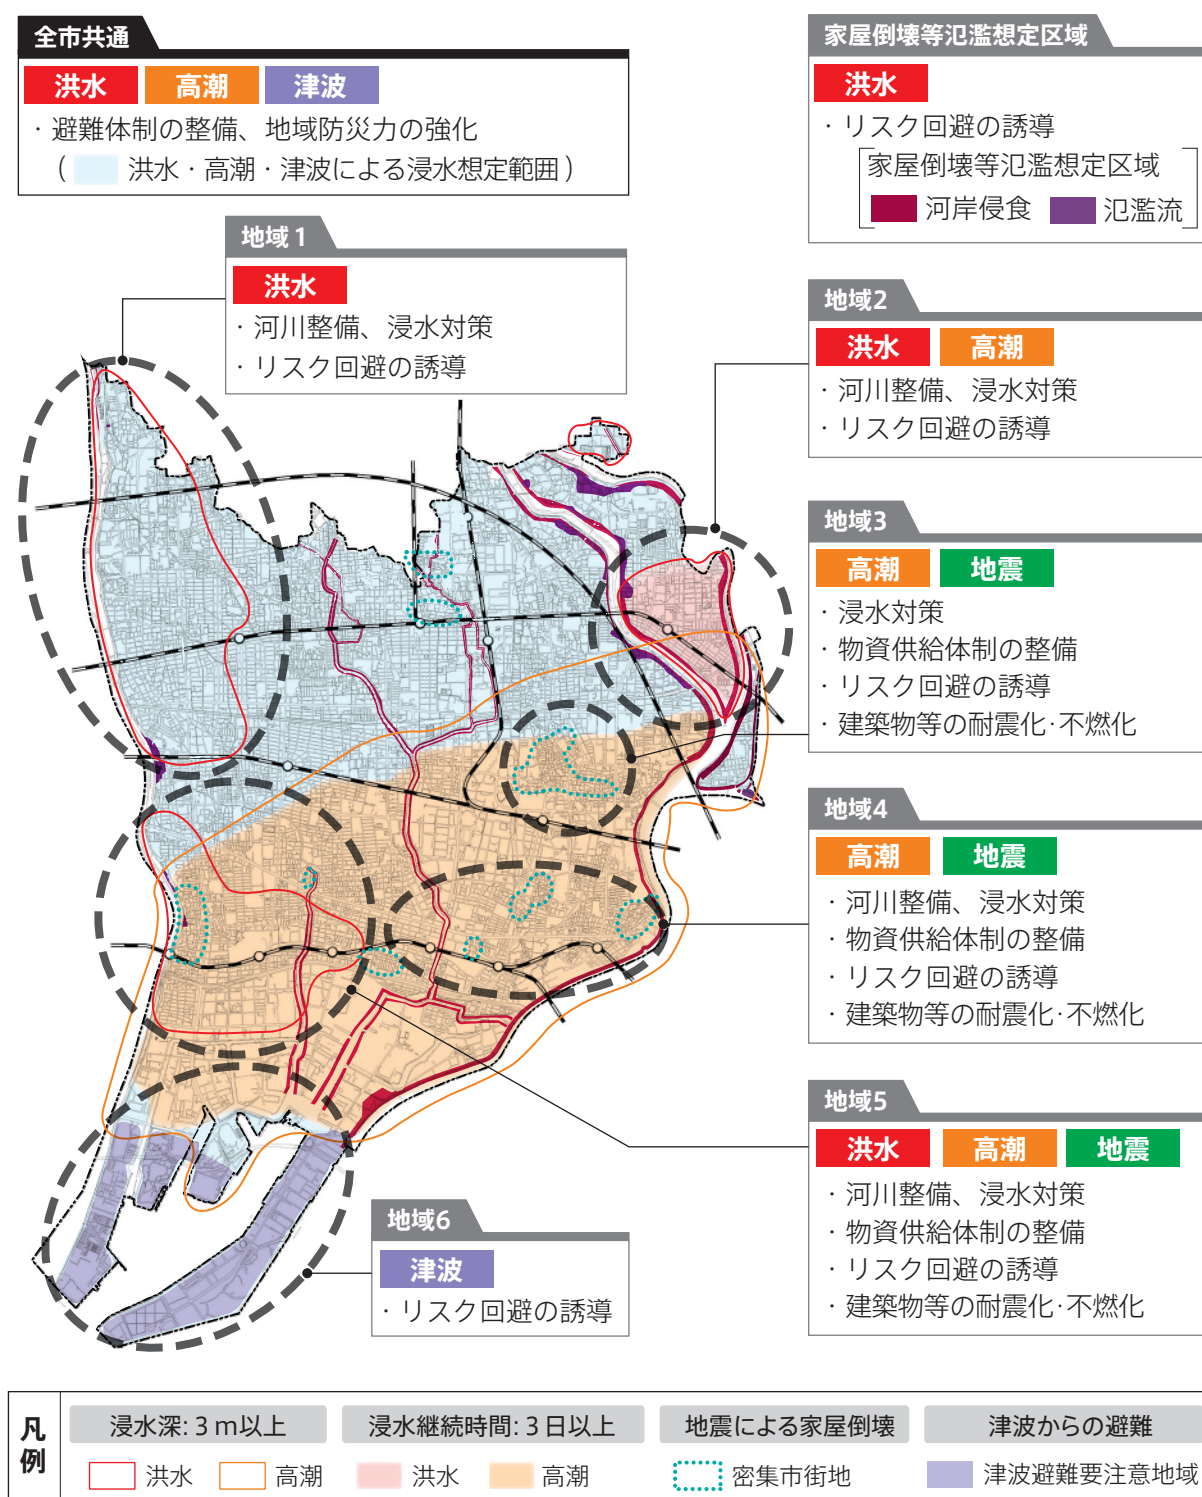 全市共通
洪水 高潮 津波
・避難体制の整備、地域防災力の強化
(洪水・高潮・津波による浸水想定範囲)
家屋倒壊等氾濫想定区域
洪水
・リスク回避の誘導
家屋倒壊等氾濫想定区域
河岸侵食 氾濫流
地域1
洪水
・河川整備、浸水対策
・リスク回避の誘導
地域2
洪水 高潮
・河川整備、浸水対策
・リスク回避の誘導
地域3
高潮 地震
・浸水対策
・物資供給体制の整備
・リスク回避の誘導
・建築物等の耐震化・不燃化
地域4
高潮 地震
・河川整備、浸水対策
・物資供給体制の整備
・リスク回避の誘導
・建築物等の耐震化・不燃化
地域5
洪水 高潮 地震
・河川整備、浸水対策
・物資供給体制の整備
・リスク回避の誘導
・建築物等の耐震化・不燃化
地域6
津波
・リスク回避の誘導
凡例
浸水深:3m以上 浸水継続時間:3日以上 地震による家屋倒壊 津波からの避難
洪水 高潮 洪水 高潮 密集市街地 津波避難要注意地域